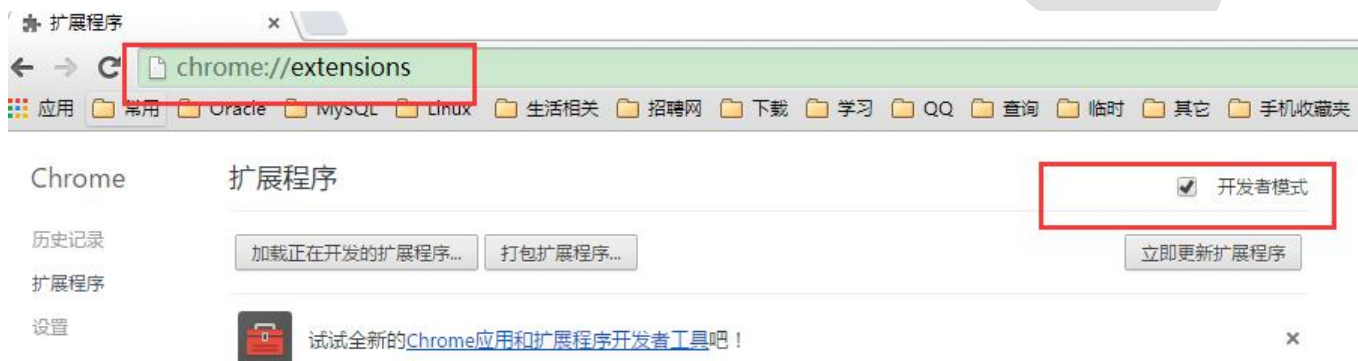 扩展程序
chrome://extensions
应用 常用 Oracle MySQL Linux 生活相关 招聘网 下载 学习 QQ 查询 临时 其它 手机收藏夹
Chrome 扩展程序 开发者模式
历史记录 加载正在开发的扩展程序... 打包扩展程序... 立即更新扩展程序
扩展程序
设置 试试全新的Chrome应用和扩展程序开发者工具吧！